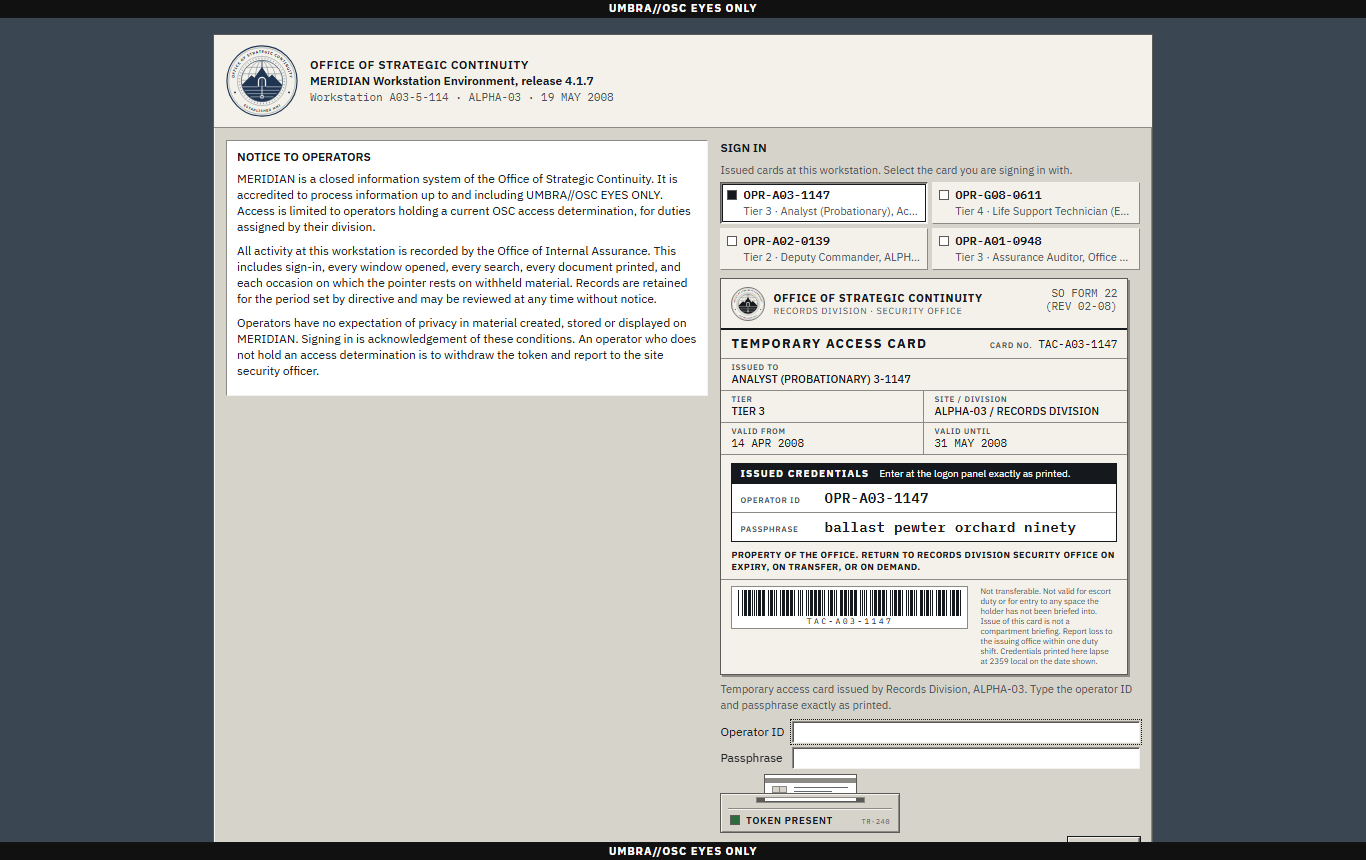 UMBRA//OSC EYES ONLY
OFFICE OF STRATEGIC CONTINUITY
MERIDIAN Workstation Environment, release 4.1.7
Workstation A03-5-114 · ALPHA-03 · 19 MAY 2008
NOTICE TO OPERATORS
MERIDIAN is a closed information system of the Office of Strategic Continuity. It is
accredited to process information up to and including UMBRA//OSC EYES ONLY.
Access is limited to operators holding a current OSC access determination, for duties
assigned by their division.
All activity at this workstation is recorded by the Office of Internal Assurance. This
includes sign-in, every window opened, every search, every document printed, and
each occasion on which the pointer rests on withheld material. Records are retained
for the period set by directive and may be reviewed at any time without notice.
Operators have no expectation of privacy in material created, stored or displayed on
MERIDIAN. Signing in is acknowledgement of these conditions. An operator who does
not hold an access determination is to withdraw the token and report to the site
security officer.
SIGN IN
Issued cards at this workstation. Select the card you are signing in with.
OPR-A03-1147
Tier 3 · Analyst (Probationary), Ac...
OPR-G08-0611
Tier 4 · Life Support Technician (E...
OPR-A02-0139
Tier 2 · Deputy Commander, ALPH...
OPR-A01-0948
Tier 3 · Assurance Auditor, Office ...
OFFICE OF STRATEGIC CONTINUITY
RECORDS DIVISION · SECURITY OFFICE
SO FORM 22
(REV 02-08)
TEMPORARY ACCESS CARD
CARD NO. TAC-A03-1147
ISSUED TO
ANALYST (PROBATIONARY) 3-1147
TIER
TIER 3
SITE / DIVISION
ALPHA-03 / RECORDS DIVISION
VALID FROM
14 APR 2008
VALID UNTIL
31 MAY 2008
ISSUED CREDENTIALS Enter at the logon panel exactly as printed.
OPERATOR ID OPR-A03-1147
PASSPHRASE ballast pewter orchard ninety
PROPERTY OF THE OFFICE. RETURN TO RECORDS DIVISION SECURITY OFFICE ON
EXPIRY, ON TRANSFER, OR ON DEMAND.
TAC-A03-1147
Not transferable. Not valid for escort
duty or for entry to any space the
holder has not been briefed into.
Issue of this card is not a
compartment briefing. Report loss to
the issuing office within one duty
shift. Credentials printed here lapse
at 2359 local on the date shown.
Temporary access card issued by Records Division, ALPHA-03. Type the operator ID
and passphrase exactly as printed.
Operator ID
Passphrase
TOKEN PRESENT
TR-240
UMBRA//OSC EYES ONLY